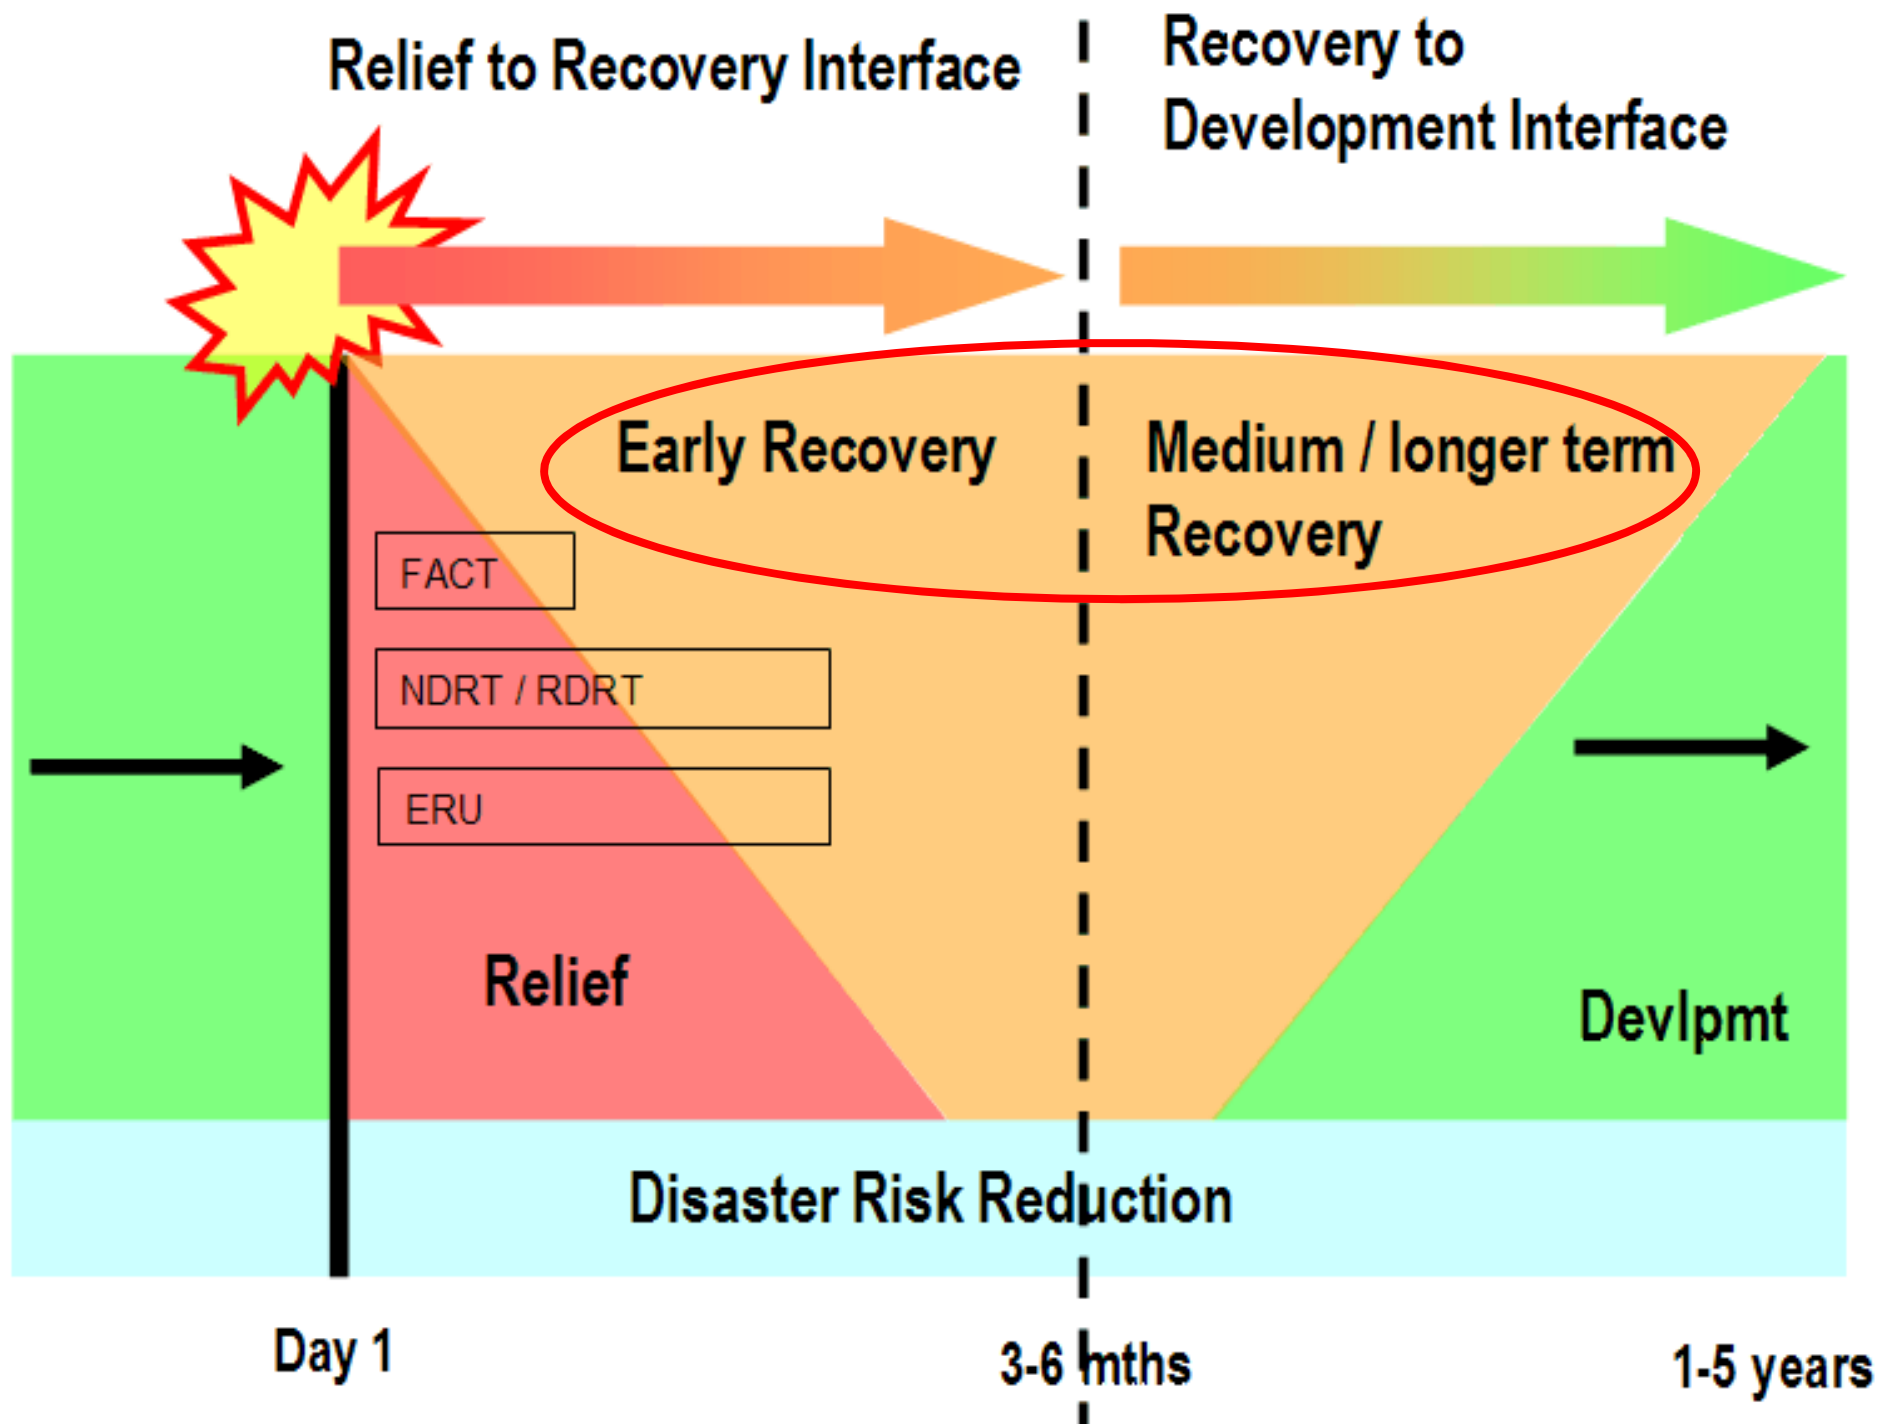 Relief to Recovery Interface
Recovery to
Development Interface
Early Recovery
Medium / longer term
Recovery
FACT
NDRT / RDRT
ERU
Relief
Devlpmt
Disaster Risk Reduction
Day 1
3-6 mths
1-5 years